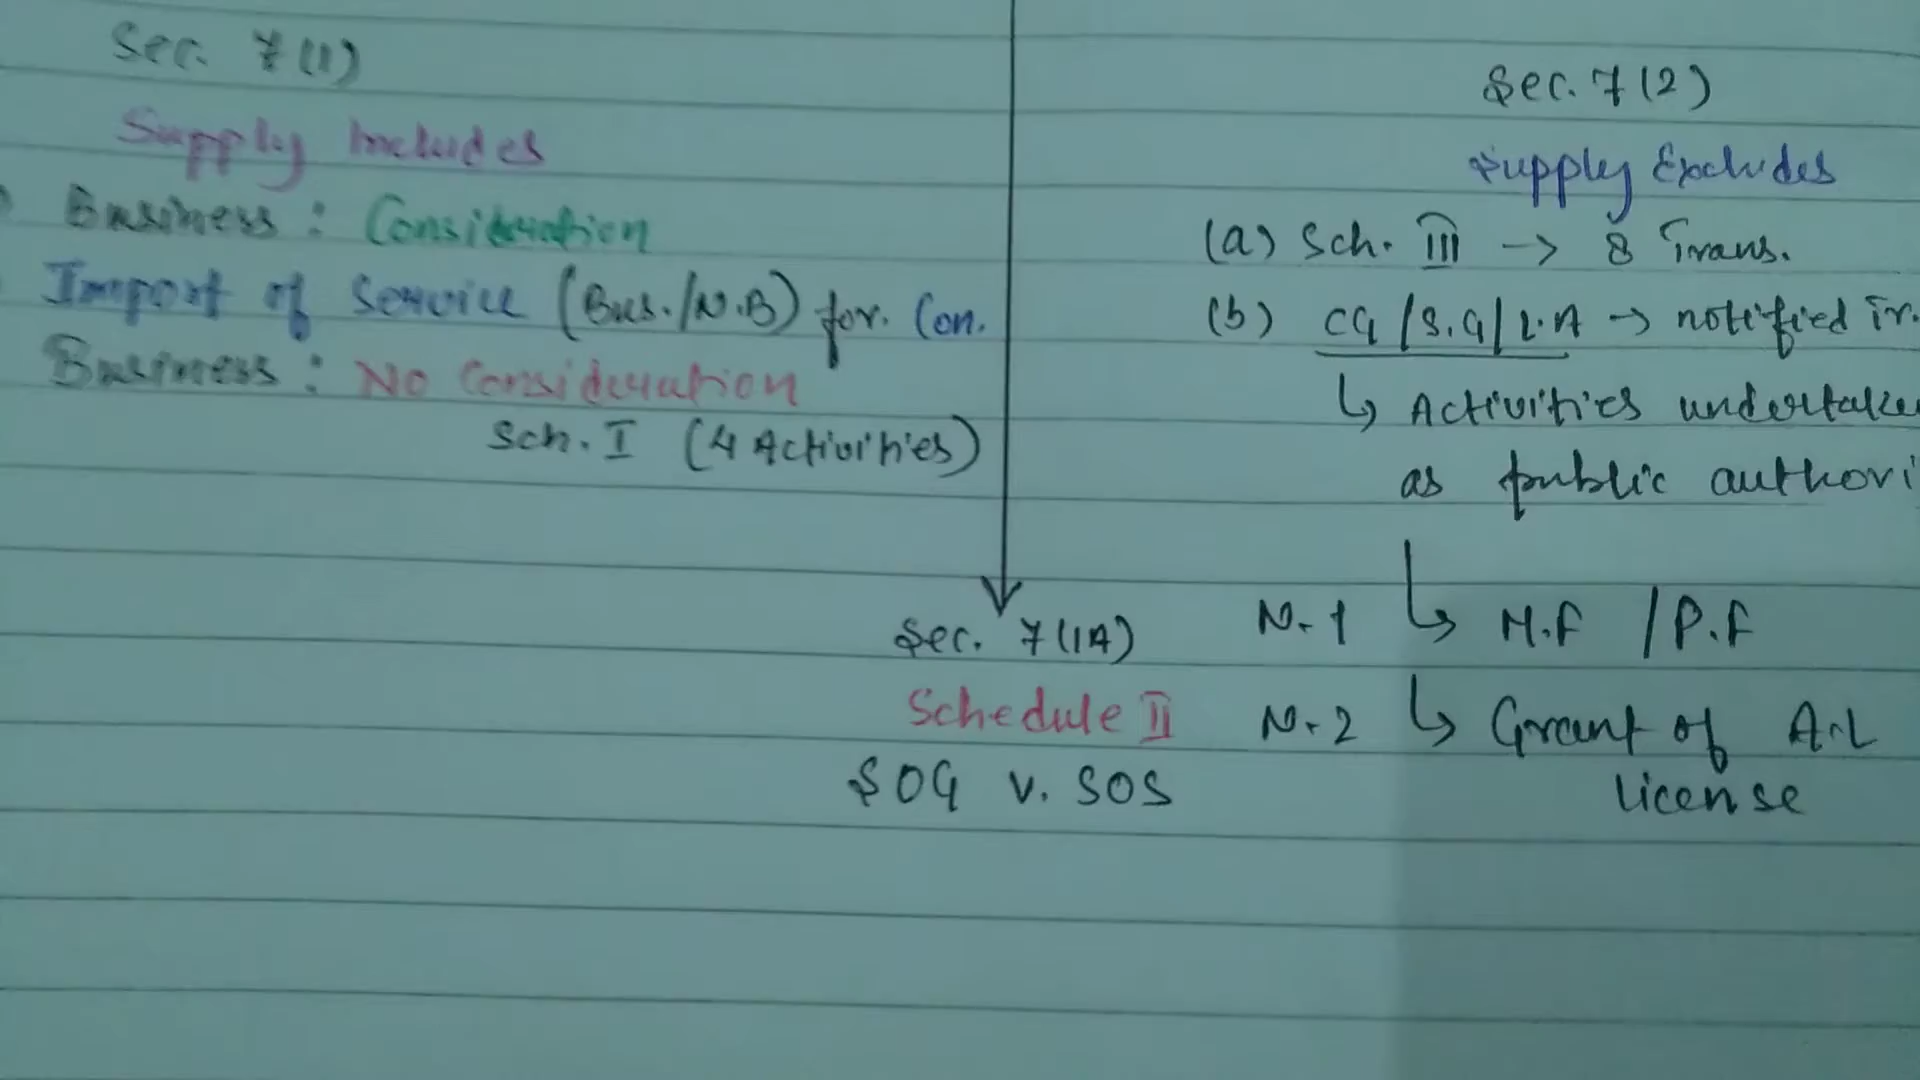 Sec. 7(1)
Supply Includes
Business : Consideration
Import of Service (Bus./N.B) for. Con.
Business : No Consideration
Sch. I (4 Activities)
Sec. 7(1A)
Schedule II
SOG v. SOS
Sec. 7(2)
Supply Excludes
(a) Sch. III -> 8 Trans.
(b) CG/S.G/L.A -> notified
↳ Activities undertake
as public authori
N-1 ↳ M.F /P.F
N-2 ↳ Grant of A.L
license